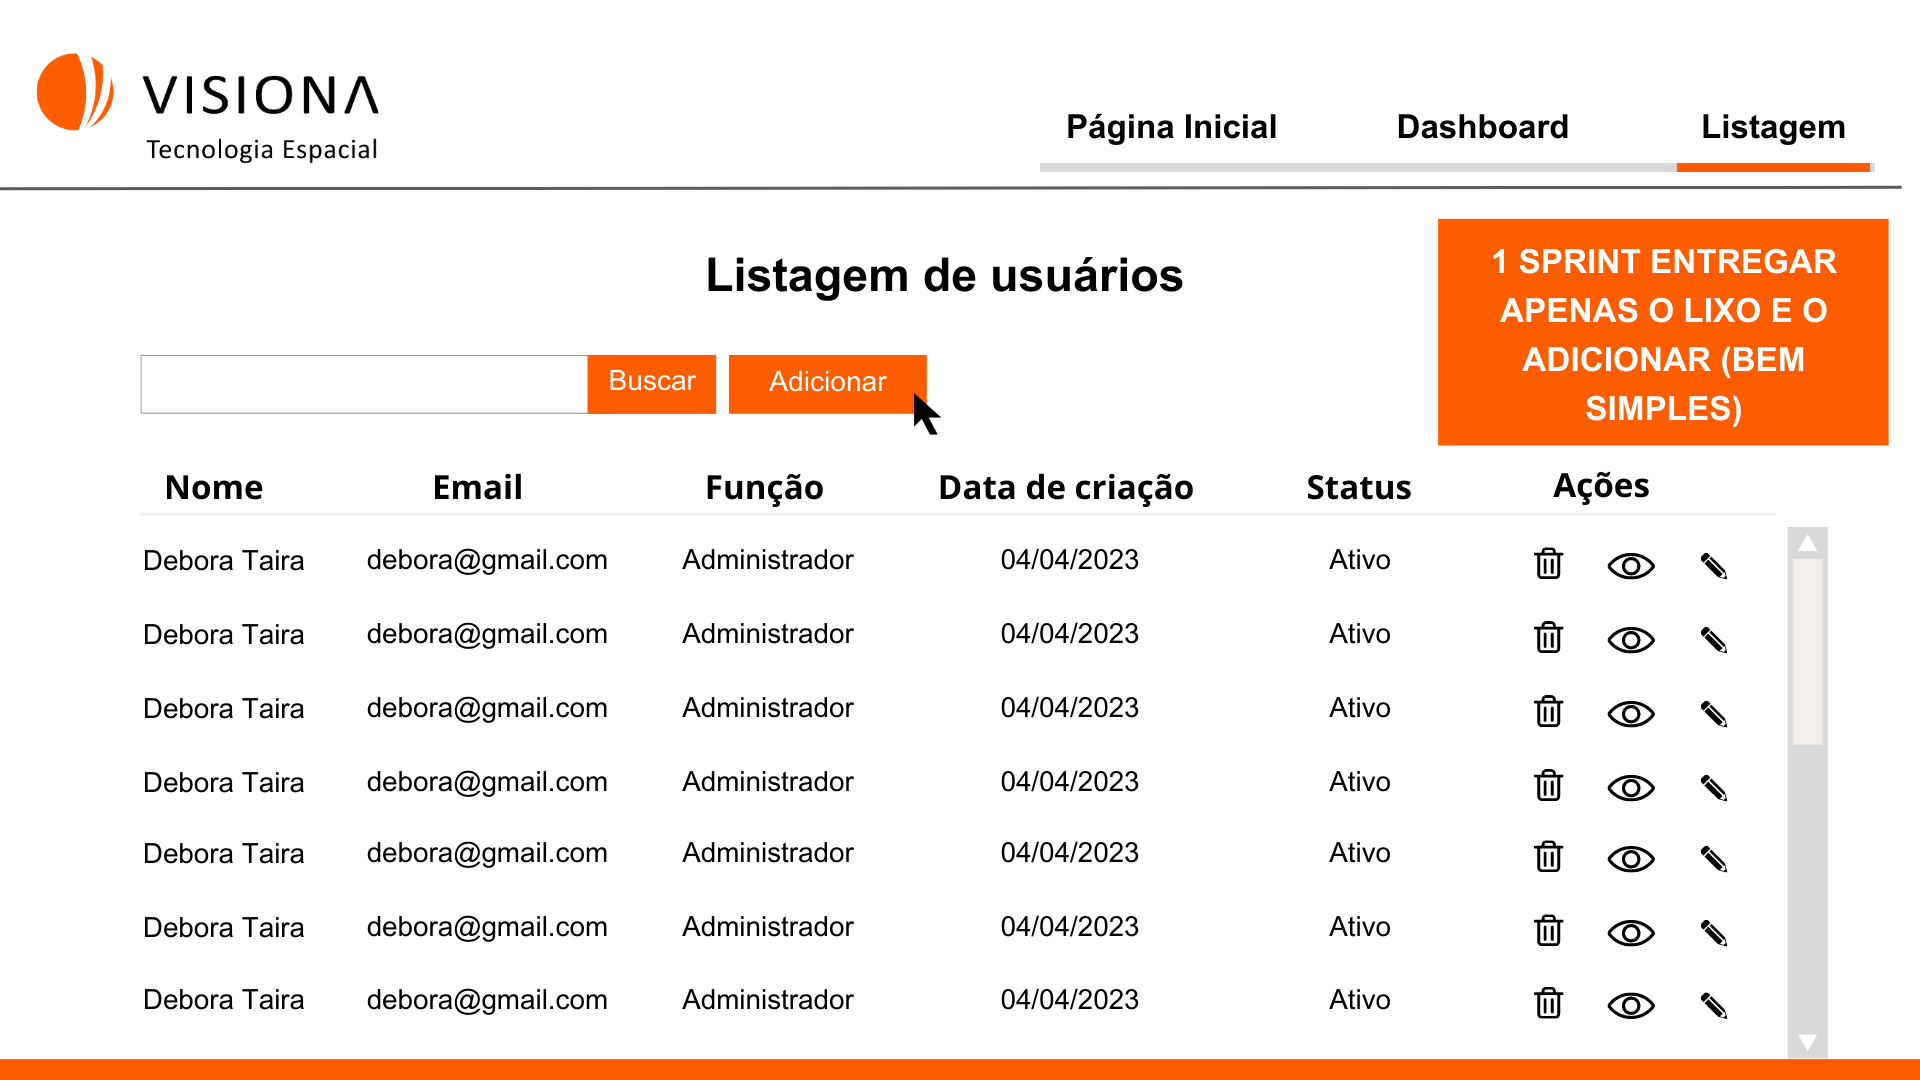 VISIONA
Tecnologia Espacial
Página Inicial Dashboard Listagem
Listagem de usuários
1 SPRINT ENTREGAR
APENAS O LIXO E O
ADICIONAR (BEM
SIMPLES)
Buscar Adicionar
Nome Email Função Data de criação Status Ações
Debora Taira debora@gmail.com Administrador 04/04/2023 Ativo
Debora Taira debora@gmail.com Administrador 04/04/2023 Ativo
Debora Taira debora@gmail.com Administrador 04/04/2023 Ativo
Debora Taira debora@gmail.com Administrador 04/04/2023 Ativo
Debora Taira debora@gmail.com Administrador 04/04/2023 Ativo
Debora Taira debora@gmail.com Administrador 04/04/2023 Ativo
Debora Taira debora@gmail.com Administrador 04/04/2023 Ativo